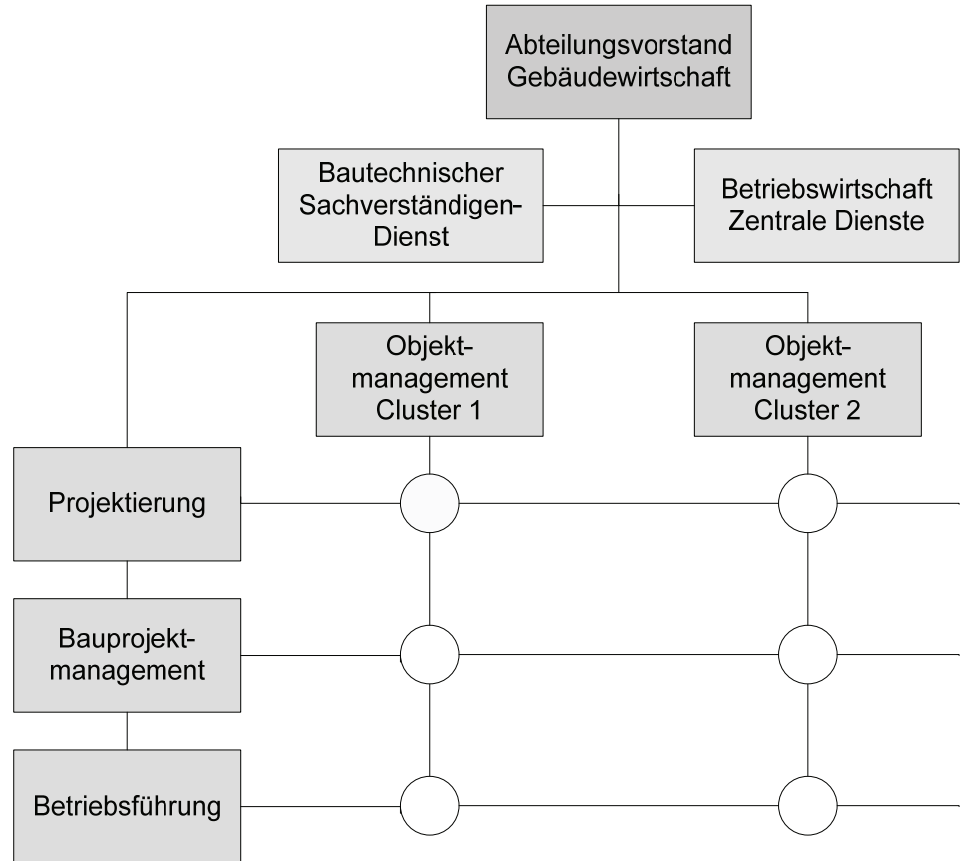 Abteilungsvorstand
Gebäudewirtschaft
Bautechnischer
Sachverständigen-
Dienst
Betriebswirtschaft
Zentrale Dienste
Objekt-
management
Cluster 1
Objekt-
management
Cluster 2
Projektierung
Bauprojekt-
management
Betriebsführung